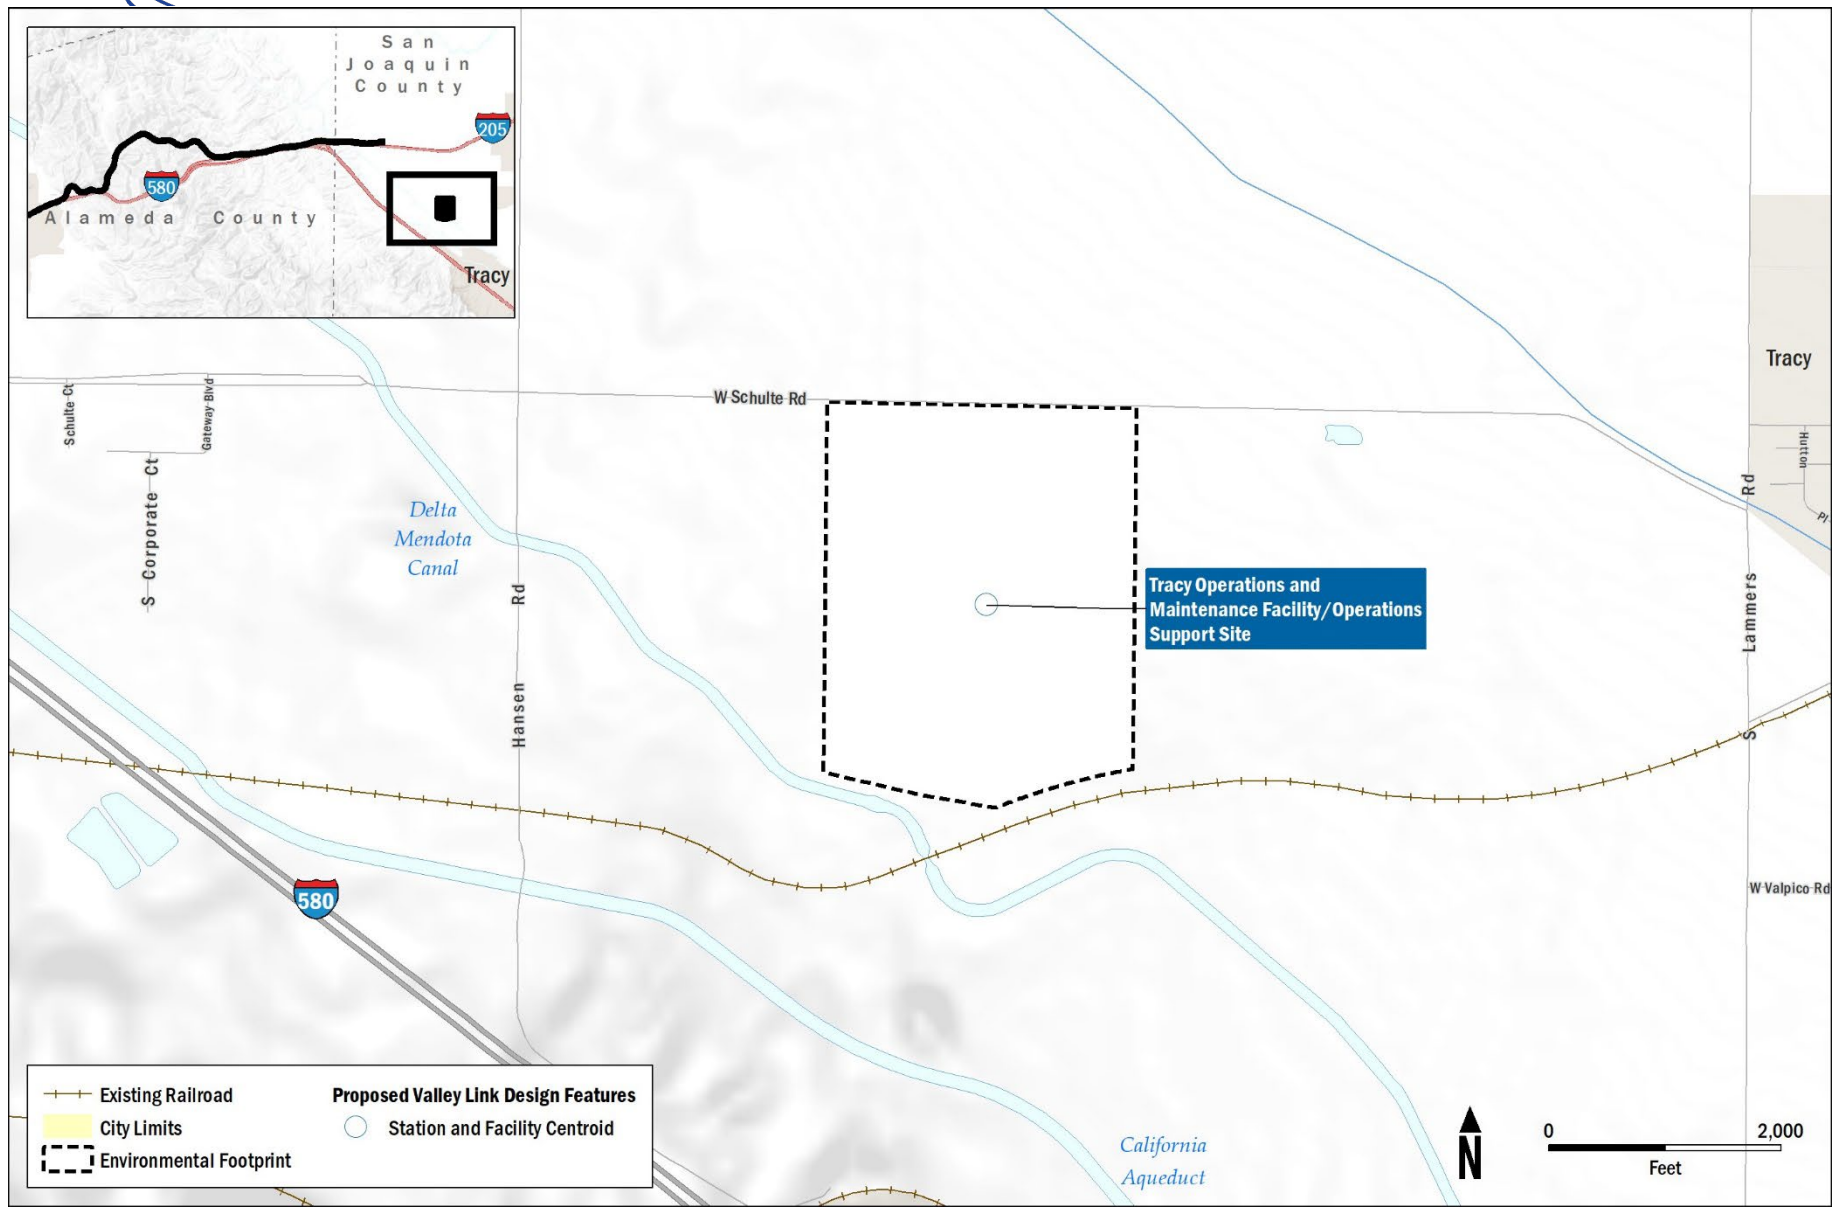 San
Joaquin
County
205
580
Alameda County
Tracy
Tracy
W Schulte Rd
Schulte Ct
Gateway Blvd
S Corporate Ct
Hutton
Pl
Delta
Mendota
Canal
Hansen Rd
S Lammers Rd
Tracy Operations and
Maintenance Facility/Operations
Support Site
W Valpico Rd
580
California
Aqueduct
Existing Railroad
City Limits
Environmental Footprint
Proposed Valley Link Design Features
Station and Facility Centroid
N
0 2,000
Feet